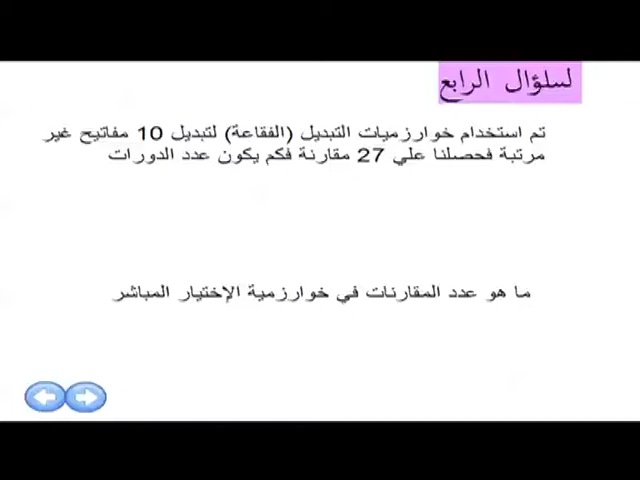 لسلؤال الرابع
تم استخدام خوارزميات التبديل (الفقاعة) لتبديل 10 مفاتيح غير
مرتبة فحصلنا علي 27 مقارنة فكم يكون عدد الدورات
ما هو عدد المقارنات في خوارزمية الإختيار المباشر